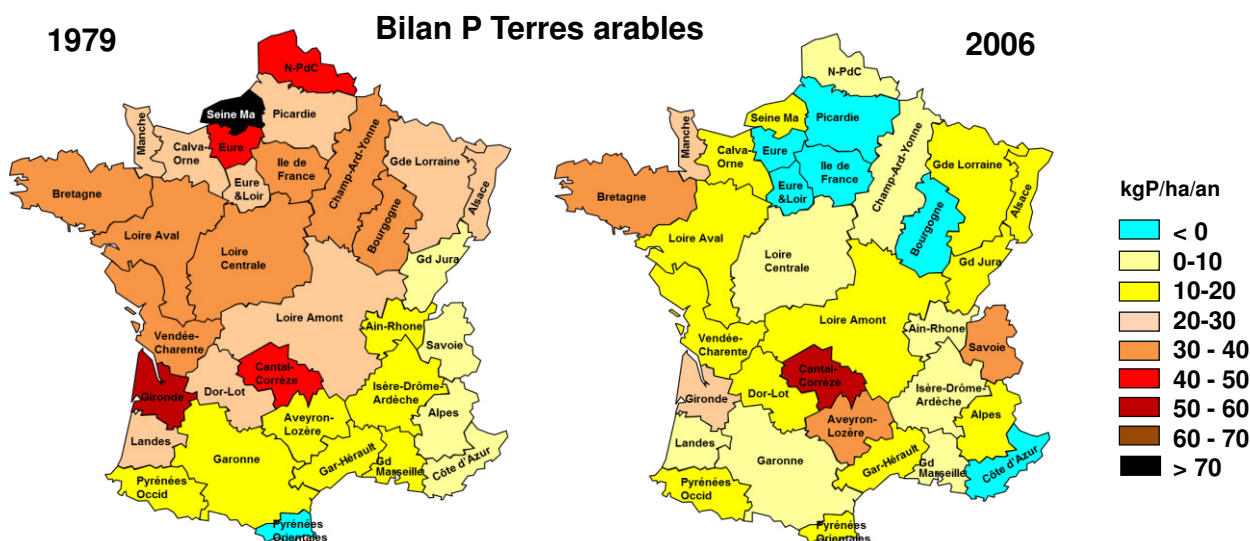 Bilan P Terres arables
1979
N-PdC
Seine Ma
Picardie
Manche
Calva-
Orne
Eure
Ile de
France
Eure
&Loir
Champ-Ard-Yonne
Gde Lorraine
Alsace
Bretagne
Loire Aval
Loire
Centrale
Bourgogne
Gd Jura
Loire Amont
Ain-Rhone
Savoie
Vendée-
Charente
Cantal-
Corrèze
Gironde
Dor-Lot
Isère-Drôme-
Ardèche
Aveyron-
Lozère
Alpes
Landes
Garonne
Gar-Hérault
Gd
Marseille
Côte d'Azur
Pyrénées
Occid
Pyrénées
Orientales
2006
N-PdC
Seine Ma
Picardie
Manche
Calva-
Orne
Eure
Ile de
France
Eure
&Loir
Champ-Ard-Yonne
Gde Lorraine
Alsace
Bretagne
Loire Aval
Loire
Centrale
Bourgogne
Gd Jura
Loire Amont
Ain-Rhone
Savoie
Vendée-
Charente
Cantal-
Corrèze
Gironde
Dor-Lot
Isère-Drôme-
Ardèche
Aveyron-
Lozère
Alpes
Landes
Garonne
Gar-Hérault
Gd
Marseille
Côte d'Azur
Pyrénées
Occid
Pyrénées
Orientales
kgP/ha/an
< 0
0-10
10-20
20-30
30 - 40
40 - 50
50 - 60
60 - 70
> 70